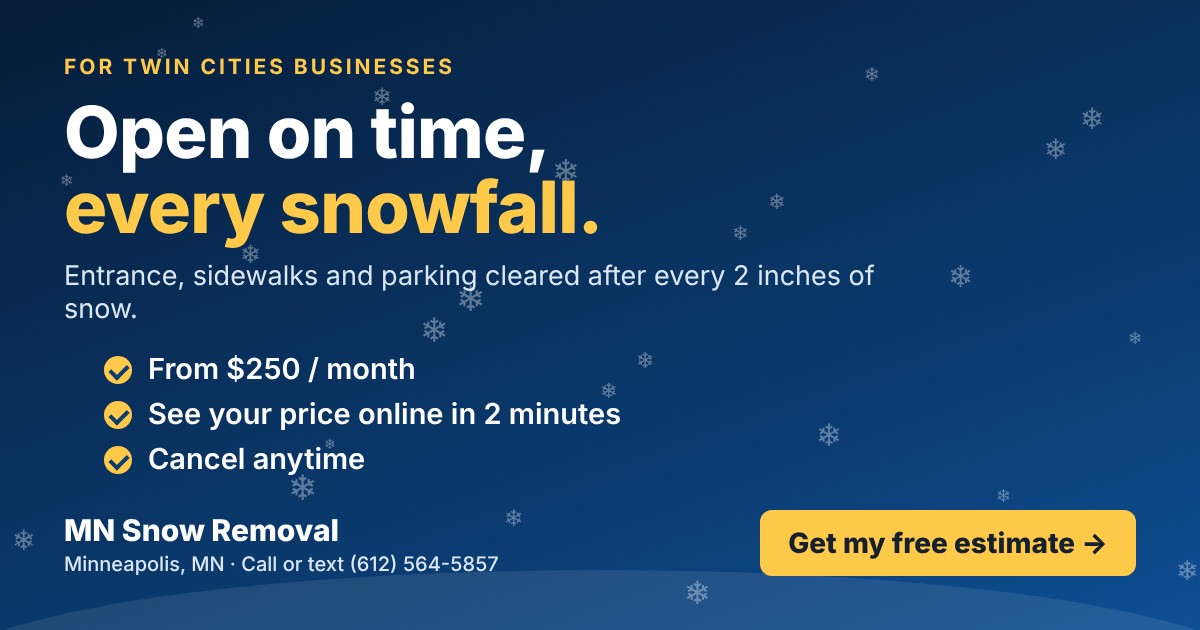 FOR TWIN CITIES BUSINESSES
Open on time,
every snowfall.
Entrance, sidewalks and parking cleared after every 2 inches of
snow.
From $250 / month
See your price online in 2 minutes
Cancel anytime
MN Snow Removal
Minneapolis, MN · Call or text (612) 564-5857
Get my free estimate →